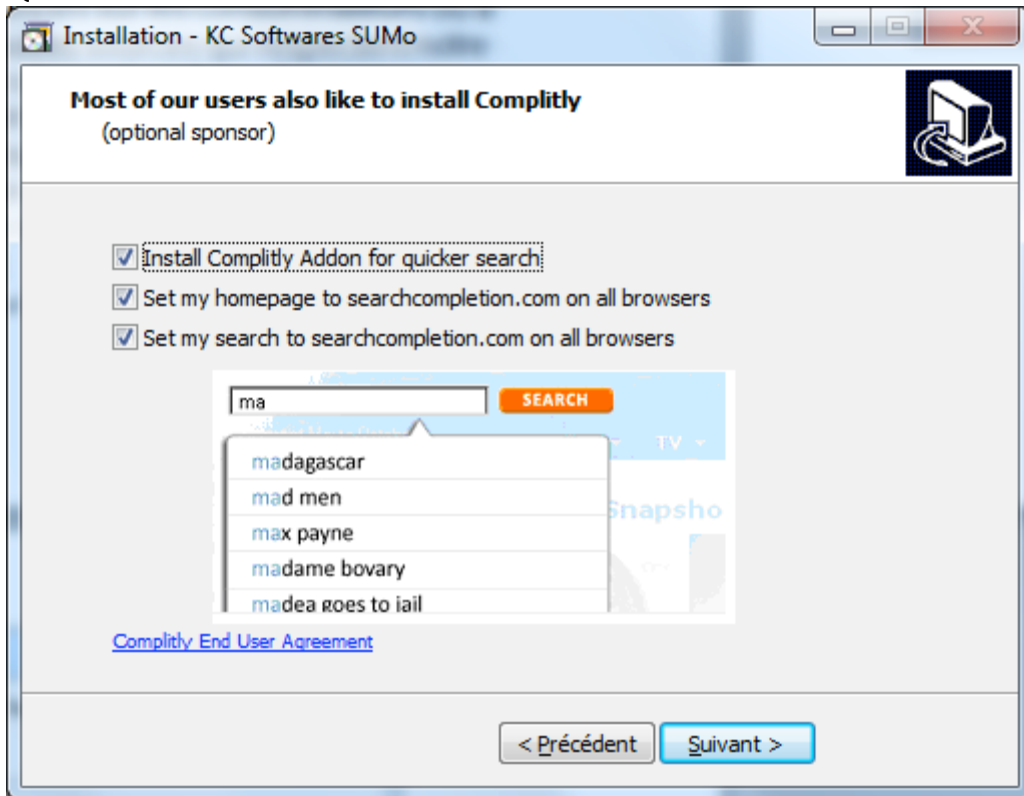 Installation - KC Softwares SUMo
Most of our users also like to install Complitly
(optional sponsor)
Install Complitly Addon for quicker search
Set my homepage to searchcompletion.com on all browsers
Set my search to searchcompletion.com on all browsers
ma SEARCH
TV
madagascar
mad men
Snapsho
max payne
madame bovary
madea goes to jail
Complitly End User Agreement
< Précédent Suivant >